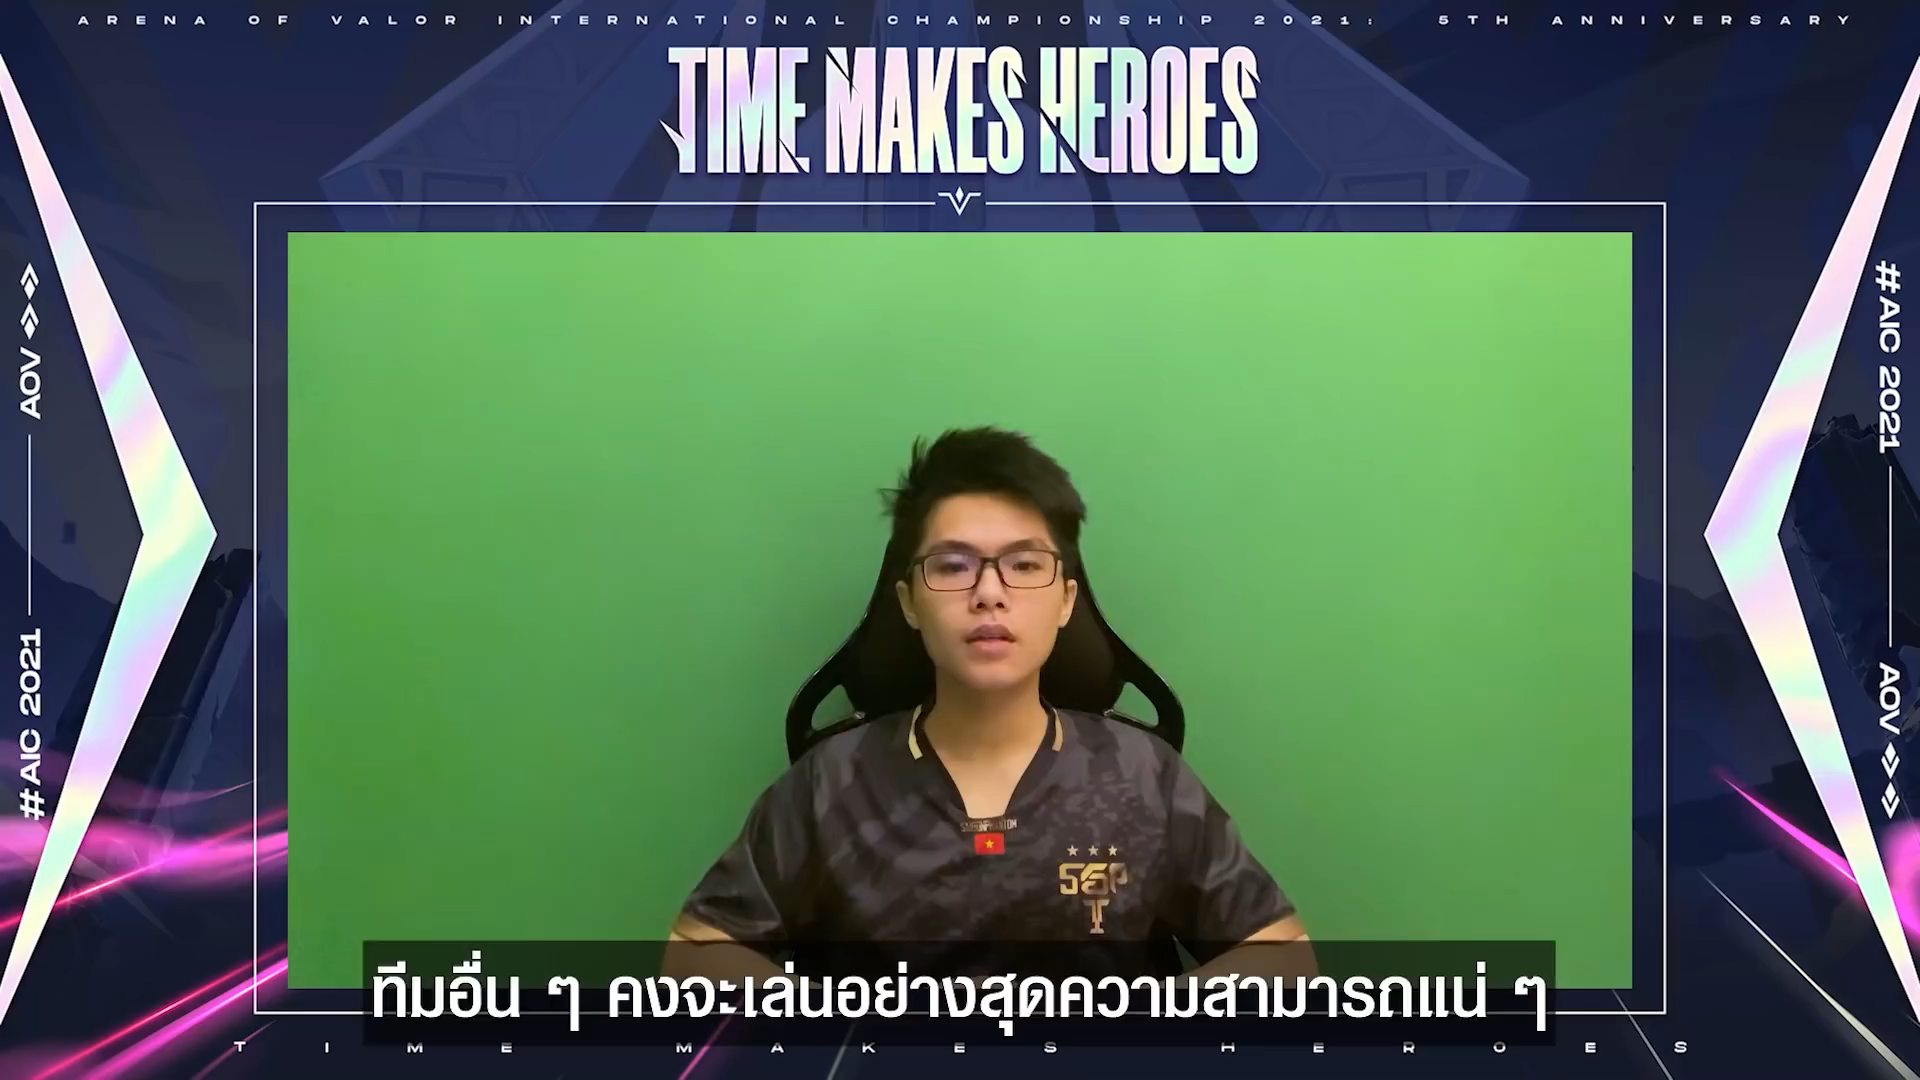 ARENA OF VALOR INTERNATIONAL CHAMPIONSHIP 2021: 5TH ANNIVERSARY
TIME MAKES HEROES
AOV
#AIC 2021
#AIC 2021
AOV
SAIGON PHANTOM
SGP
ทีมอื่น ๆ คงจะเล่นอย่างสุดความสามารถแน่ ๆ
TIME MAKES HEROES